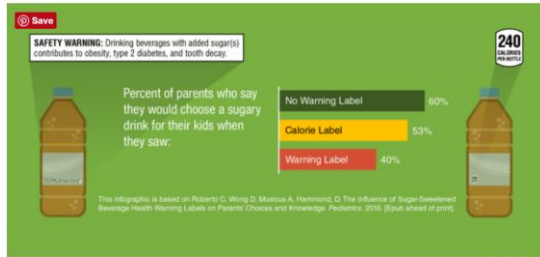 Save
SAFETY WARNING: Drinking beverages with added sugar(s)
contributes to obesity, type 2 diabetes, and tooth decay.
240
CALORIES
PER BOTTLE
Percent of parents who say
they would choose a sugary
drink for their kids when
they saw:
No Warning Label 60%
Calorie Label 53%
Warning Label 40%
This infographic is based on Roberto C, Wong D, Musicus A, Hammond, D. The Influence of Sugar-Sweetened
Beverage Health Warning Labels on Parents' Choices and Knowledge. Pediatrics. 2016. [Epub ahead of print].